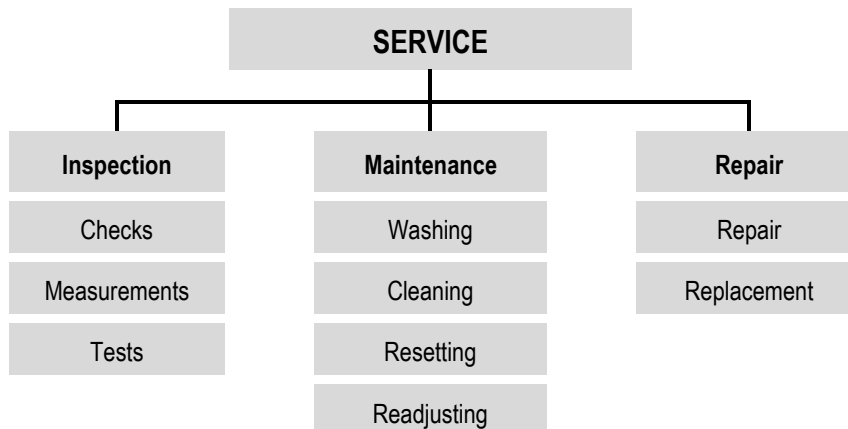 SERVICE
Inspection
Maintenance
Repair
Checks
Washing
Repair
Measurements
Cleaning
Replacement
Tests
Resetting
Readjusting